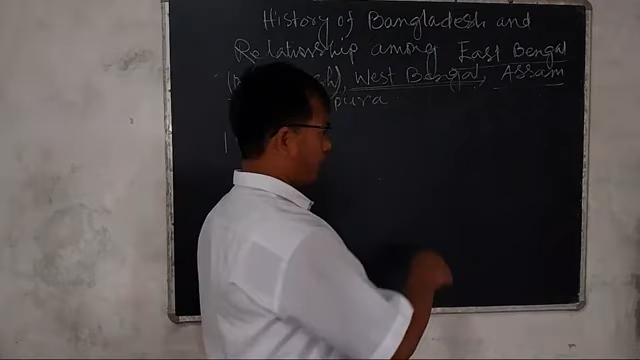 History of Bangladesh and
Relationship among East Bengal
West Bengal, Assam